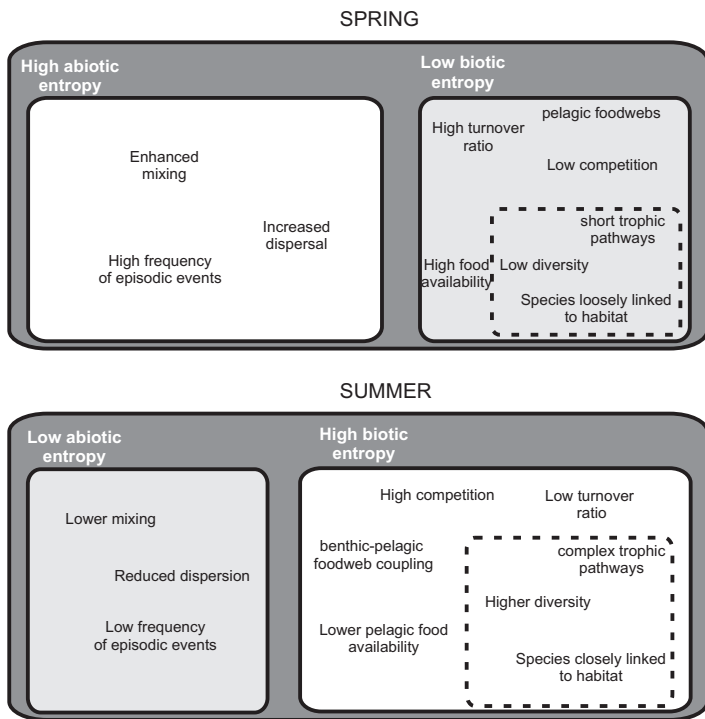 SPRING
High abiotic
entropy
Enhanced
mixing
Increased
dispersal
High frequency
of episodic events
Low biotic
entropy
pelagic foodwebs
High turnover
ratio
Low competition
short trophic
pathways
High food
availability
Low diversity
Species loosely linked
to habitat
SUMMER
Low abiotic
entropy
Lower mixing
Reduced dispersion
Low frequency
of episodic events
High biotic
entropy
High competition
Low turnover
ratio
benthic-pelagic
foodweb coupling
complex trophic
pathways
Higher diversity
Lower pelagic food
availability
Species closely linked
to habitat